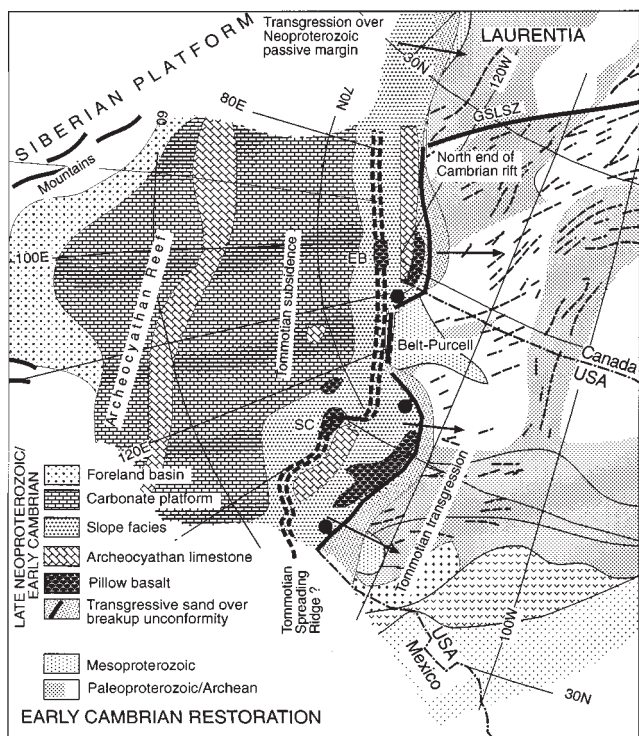 Transgression over
Neoproterozoic
passive margin
LAURENTIA
SIBERIAN PLATFORM
Mountains
60
80E
70N
30N
120W
GSLSZ
North end of
Cambrian rift
100E
EB
Archeocyathan Reef
Tommotian subsidence
Belt-Purcell
Canada
USA
120E
SC
Tommotian transgression
Tommotian
Spreading
Ridge ?
100W
USA
Mexico
30N
LATE NEOPROTEROZOIC/
EARLY CAMBRIAN
Foreland basin
Carbonate platform
Slope facies
Archeocyathan limestone
Pillow basalt
Transgressive sand over
breakup unconformity
Mesoproterozoic
Paleoproterozoic/Archean
EARLY CAMBRIAN RESTORATION